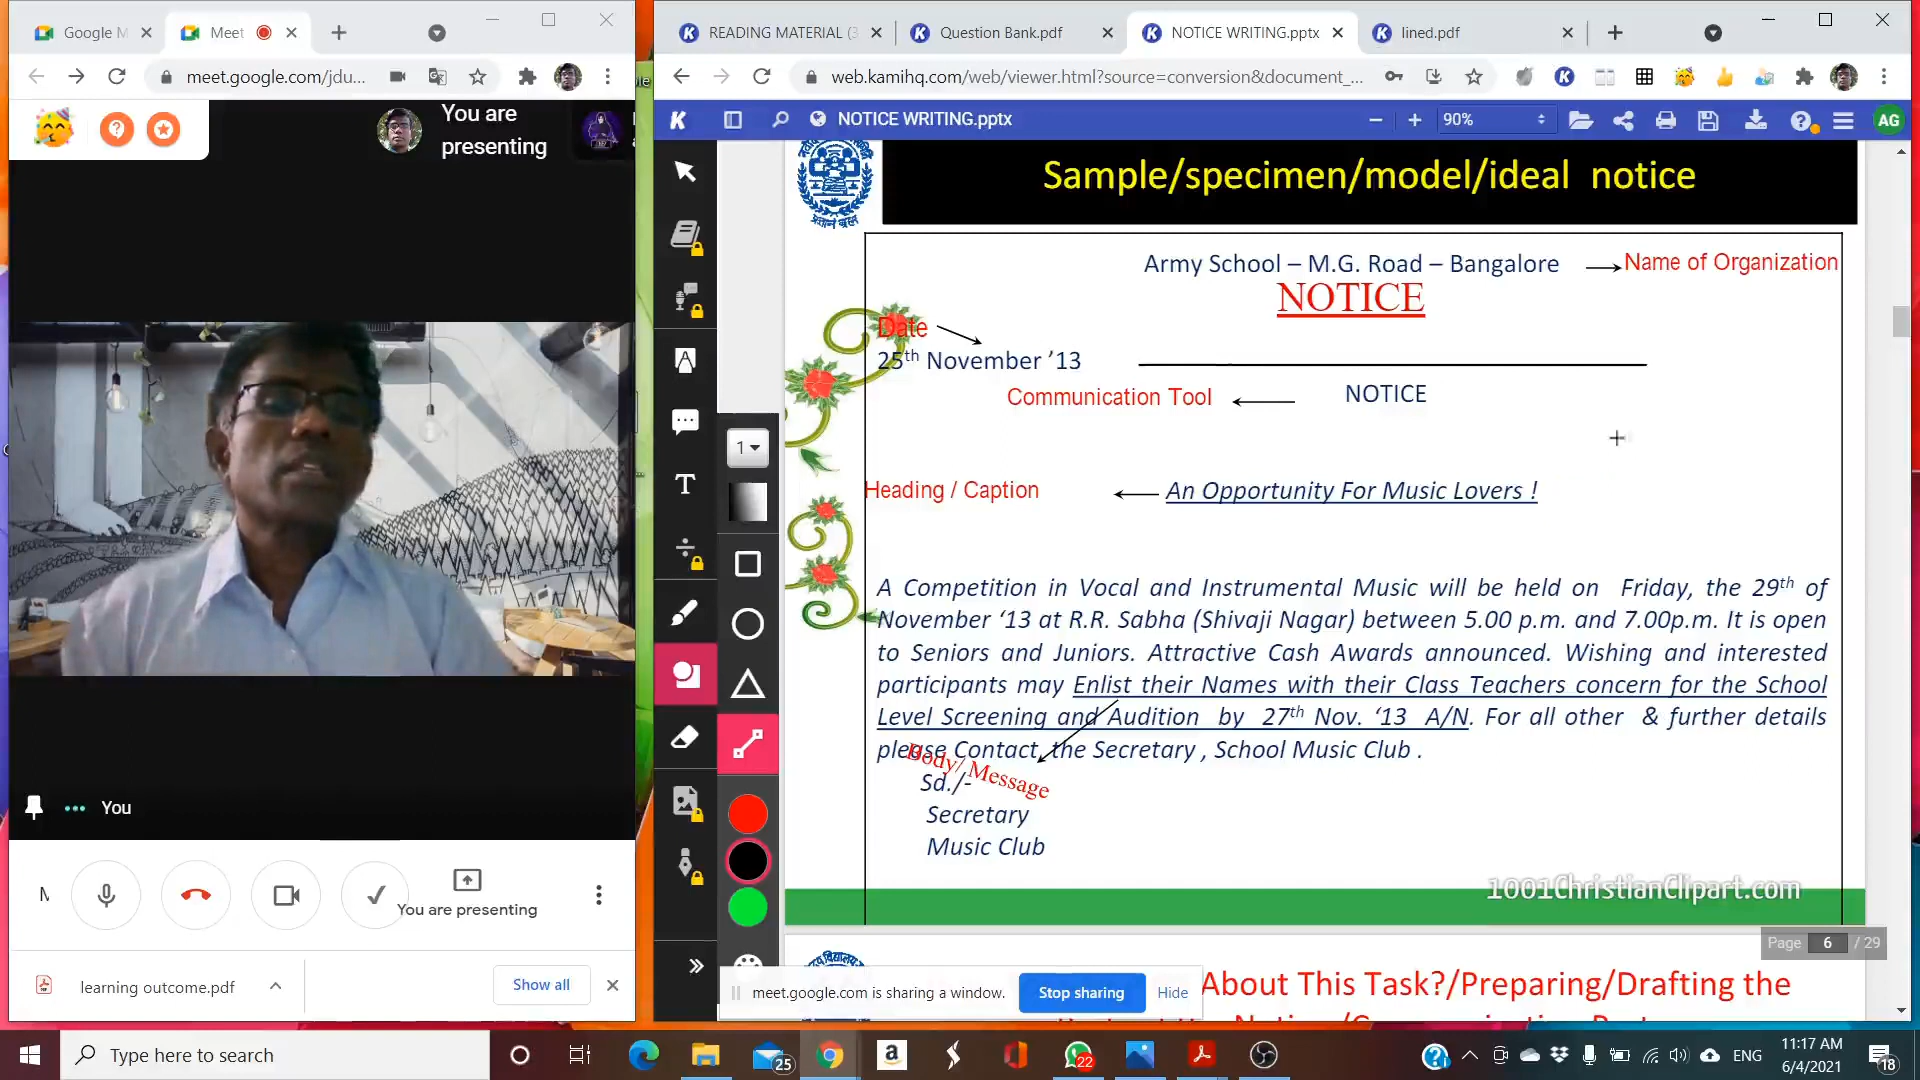 Google M
Meet
meet.google.com/jdu...
You are
presenting
You
M
You are presenting
learning outcome.pdf
Show all
READING MATERIAL (3
Question Bank.pdf
NOTICE WRITING.pptx
lined.pdf
web.kamihq.com/web/viewer.html?source=conversion&document_...
NOTICE WRITING.pptx
90%
AG
1
Sample/specimen/model/ideal notice
Army School – M.G. Road – Bangalore
Name of Organization
NOTICE
Date
25th November ’13
Communication Tool
NOTICE
Heading / Caption
An Opportunity For Music Lovers !
A Competition in Vocal and Instrumental Music will be held on Friday, the 29th of
November ‘13 at R.R. Sabha (Shivaji Nagar) between 5.00 p.m. and 7.00p.m. It is open
to Seniors and Juniors. Attractive Cash Awards announced. Wishing and interested
participants may Enlist their Names with their Class Teachers concern for the School
Level Screening and Audition by 27th Nov. ‘13 A/N. For all other & further details
please Contact, the Secretary , School Music Club .
Body/ Message
Sd./-
Secretary
Music Club
1001ChristianClipart.com
Page 6 / 29
About This Task?/Preparing/Drafting the
meet.google.com is sharing a window.
Stop sharing
Hide
Type here to search
25
22
ENG
11:17 AM
6/4/2021
18